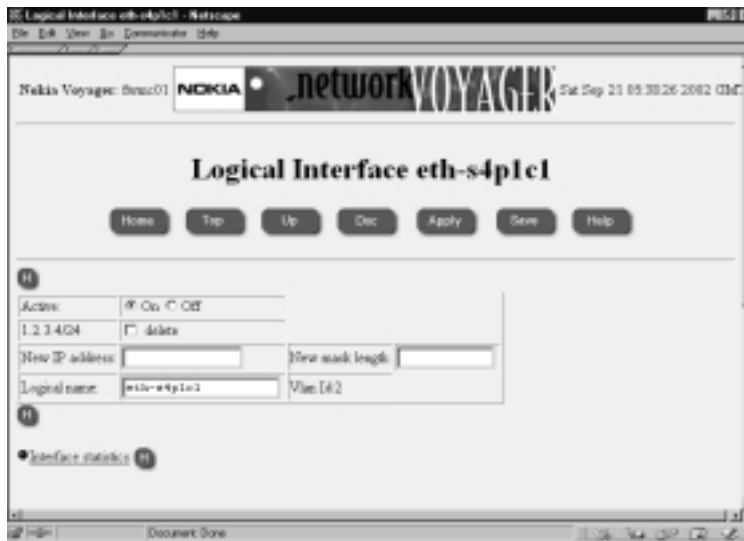 Logical Interface eth-s4p1c1 - Netscape
File Edit View Go Communicator Help
Nokia Voyager: NOKIA .network VOYAGER Sat Sep 21 2002 GMT
Logical Interface eth-s4p1c1
Home Top Up Doc Apply Save Help
H
Active: On Off
1.2.3.4/24 delete
New IP address: New mask length:
Logical name: eth-s4p1c1 Vlan Id:2
H
Interface statistics H
Document: Done